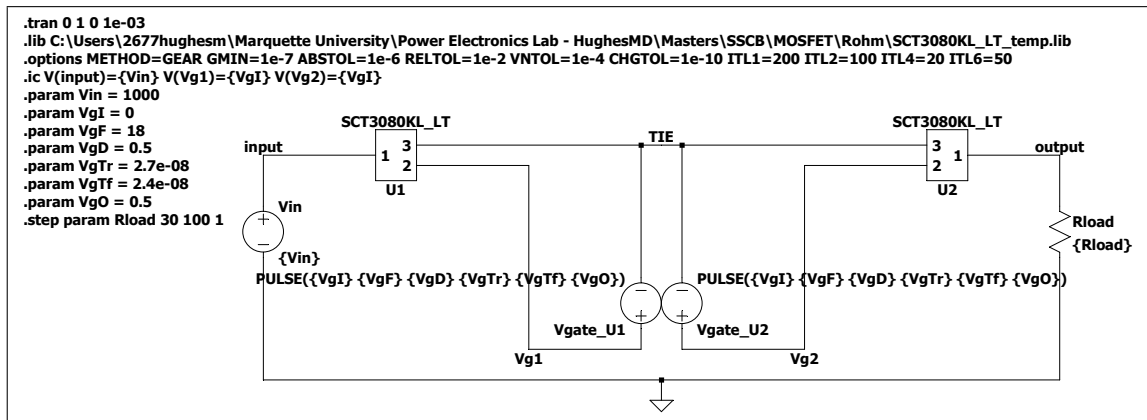 .tran 0 1 0 1e-03
.lib C:\Users\2677hughesm\Marquette University\Power Electronics Lab - HughesMD\Masters\SSCB\MOSFET\Rohm\SCT3080KL_LT_temp.lib
.options METHOD=GEAR GMIN=1e-7 ABSTOL=1e-6 RELTOL=1e-2 VNTOL=1e-4 CHGTOL=1e-10 ITL1=200 ITL2=100 ITL4=20 ITL6=50
.ic V(input)={Vin} V(Vg1)={VgI} V(Vg2)={VgI}
.param Vin = 1000
.param VgI = 0
.param VgF = 18
.param VgD = 0.5
.param VgTr = 2.7e-08
.param VgTf = 2.4e-08
.param VgO = 0.5
.step param Rload 30 100 1
SCT3080KL_LT
SCT3080KL_LT
input
1
3
2
U1
TIE
3
2
1
U2
output
Vin
{Vin}
Rload
{Rload}
PULSE({VgI} {VgF} {VgD} {VgTr} {VgTf} {VgO})
PULSE({VgI} {VgF} {VgD} {VgTr} {VgTf} {VgO})
Vgate_U1
Vgate_U2
Vg1
Vg2